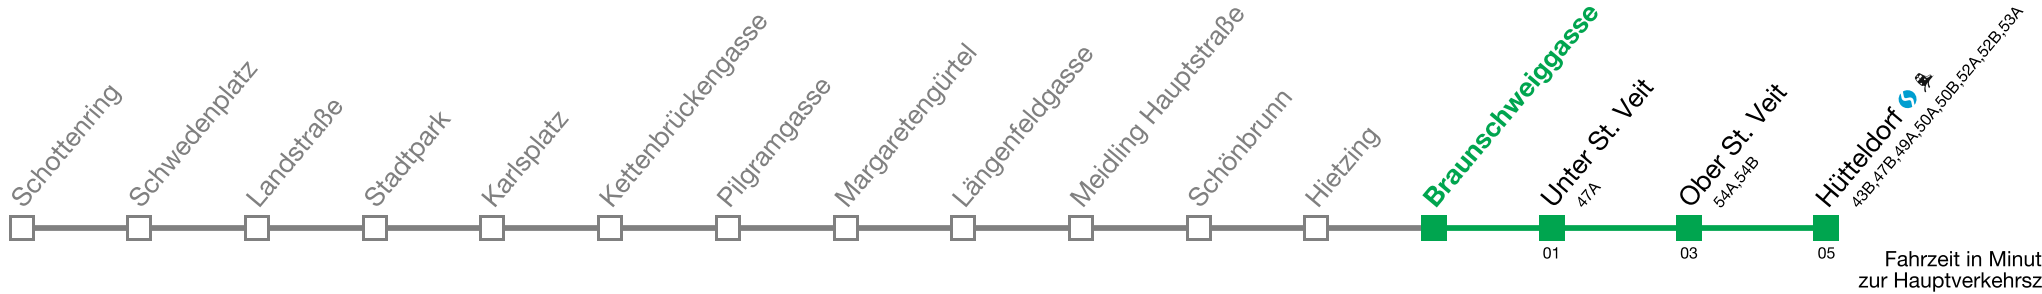 Schottenring
Schwedenplatz
Landstraße
Stadtpark
Karlsplatz
Kettenbrückengasse
Pilgramgasse
Margaretengürtel
Längenfeldgasse
Meidling Hauptstraße
Schönbrunn
Hietzing
Braunschweiggasse
Unter St. Veit
47A
Ober St. Veit
54A,54B
Hütteldorf
43B,47B,49A,50A,50B,52A,52B,53A
01
03
05
Fahrzeit in Minut
zur Hauptverkehrsz